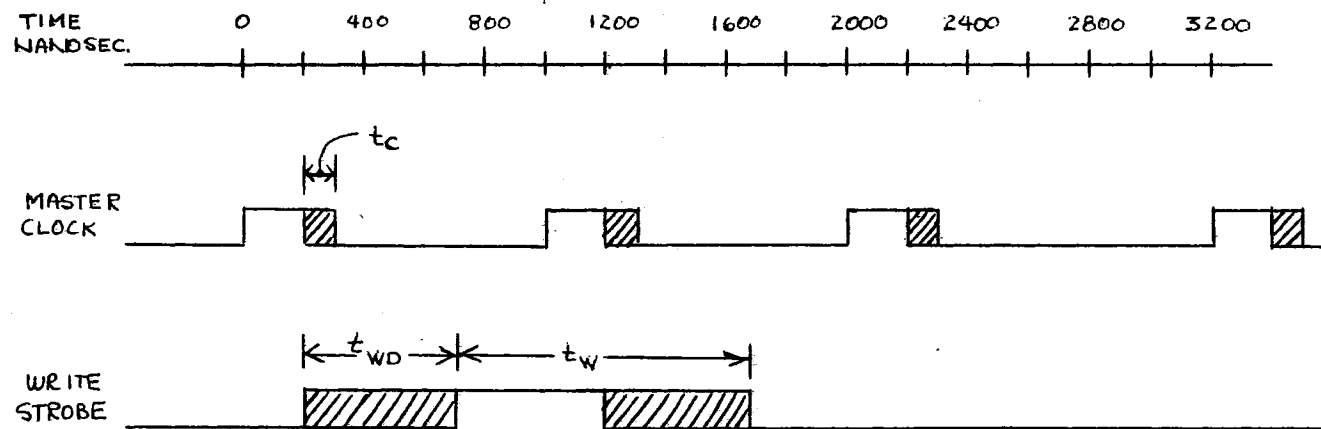 TIME 0 400 800 1200 1600 2000 2400 2800 3200
NANOSEC.
tc
MASTER
CLOCK
tWD tW
WRITE
STROBE